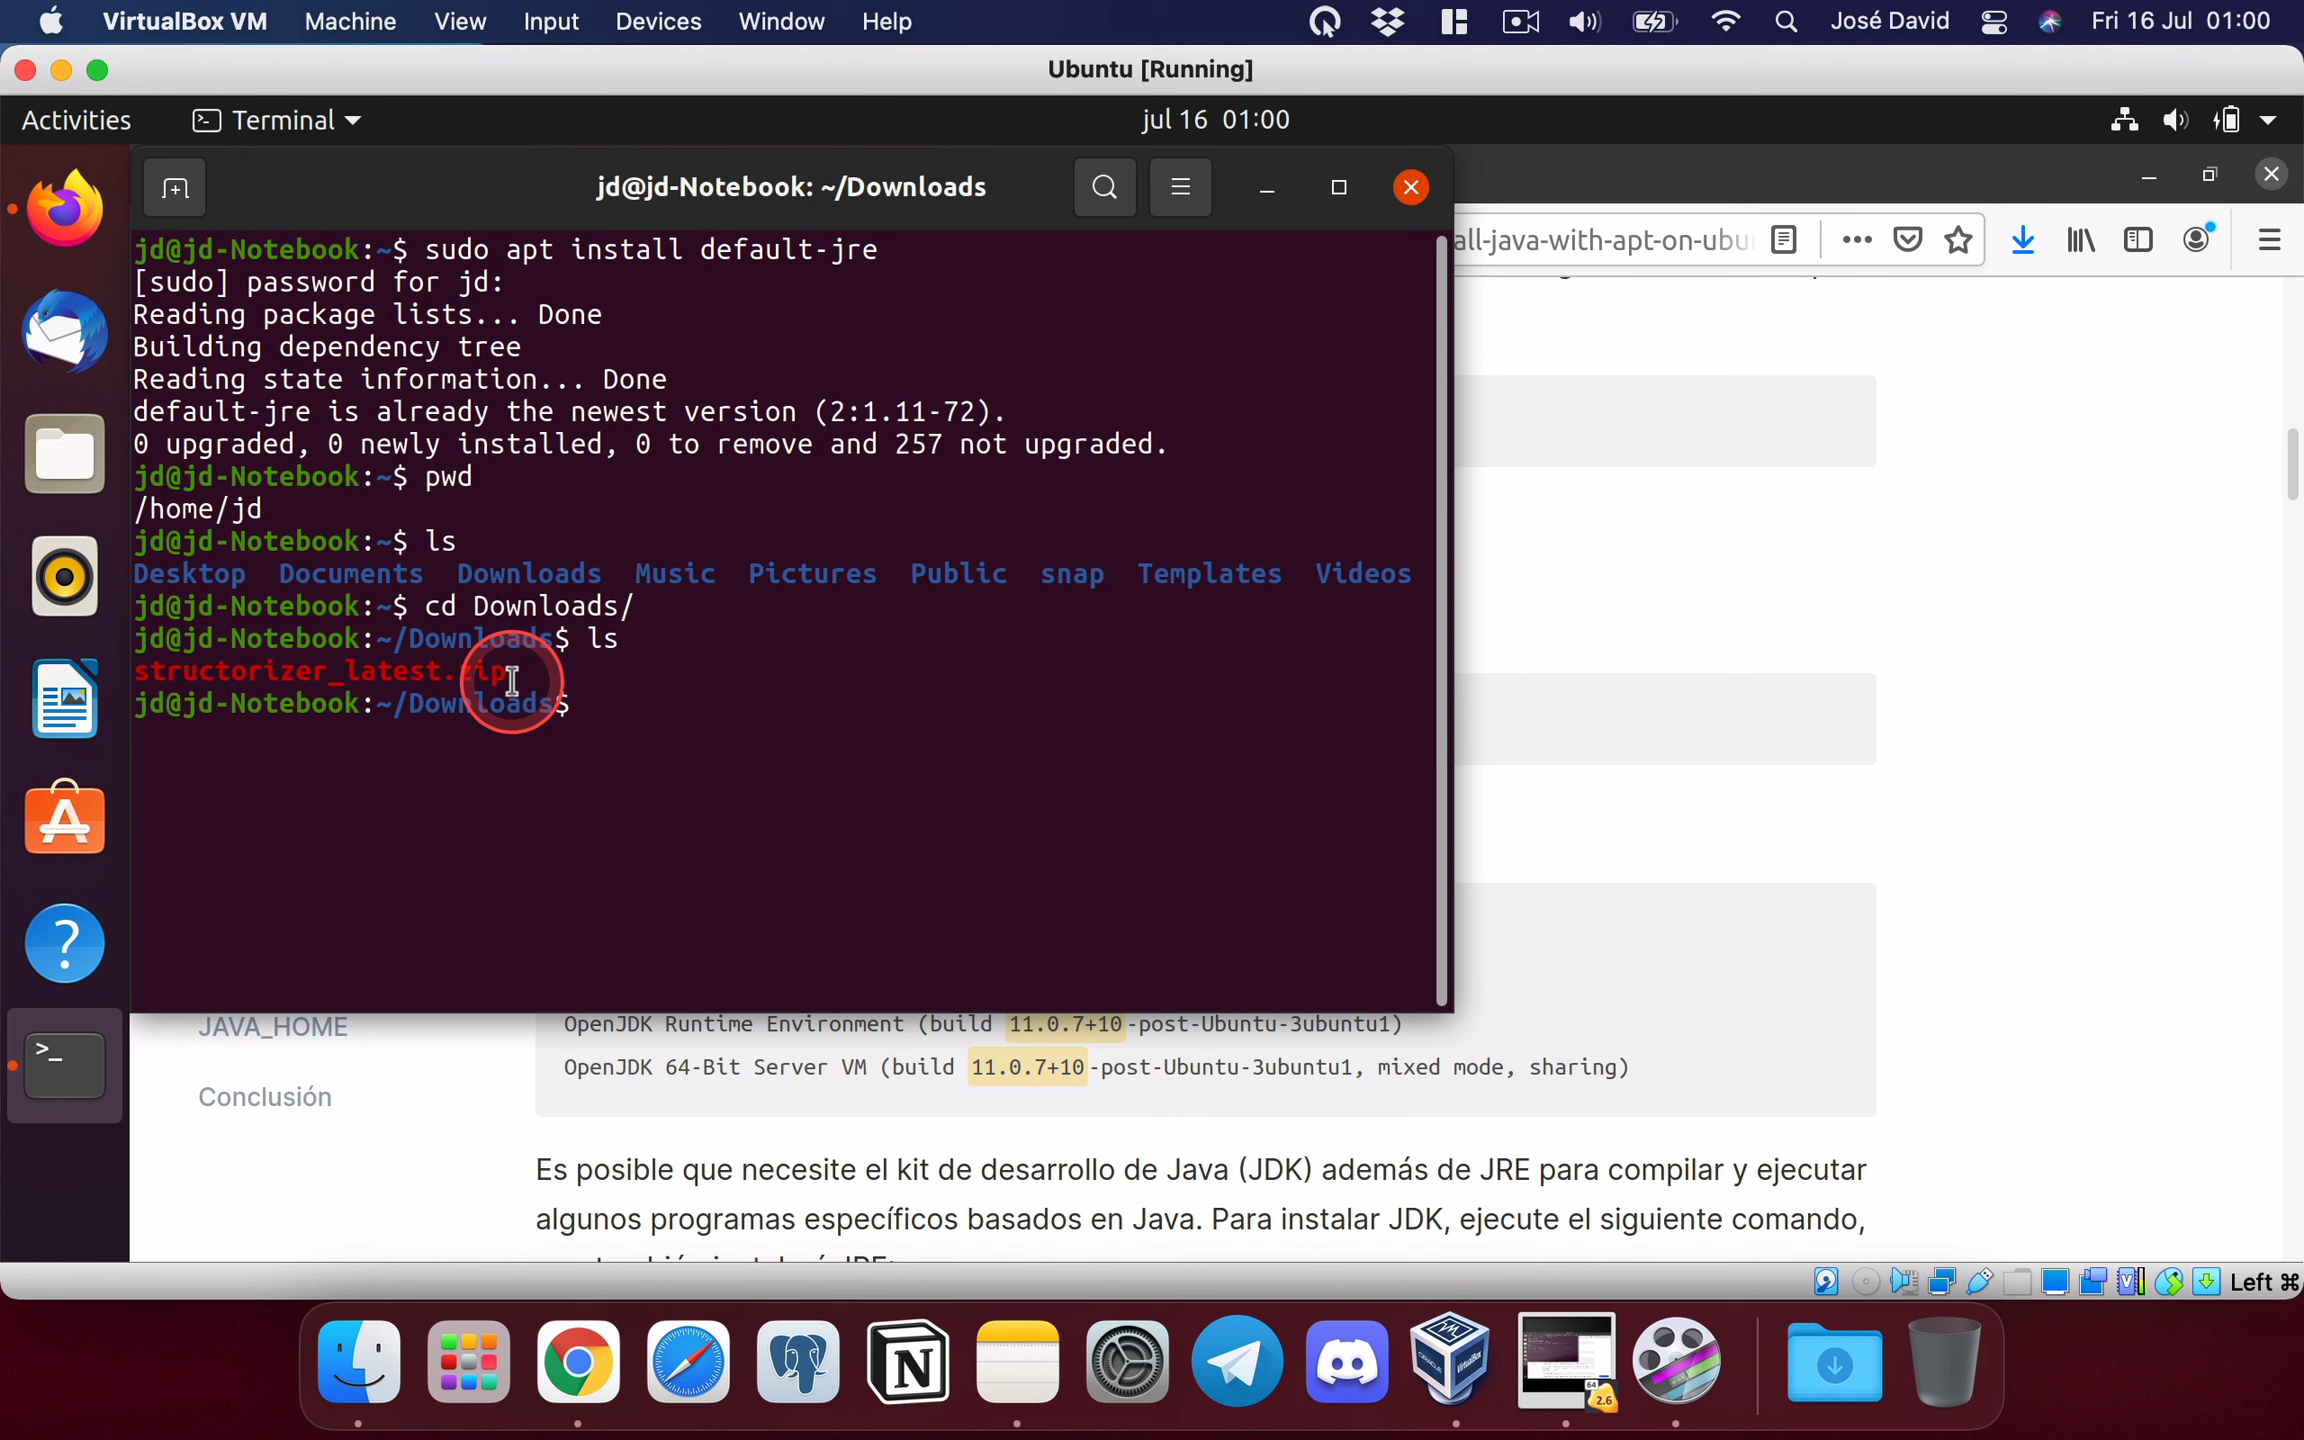 VirtualBox VM Machine View Input Devices Window Help José David Fri 16 Jul 01:00
Ubuntu [Running]
Activities Terminal jul 16 01:00
jd@jd-Notebook: ~/Downloads
all-java-with-apt-on-ubu
jd@jd-Notebook:~$ sudo apt install default-jre
[sudo] password for jd:
Reading package lists... Done
Building dependency tree
Reading state information... Done
default-jre is already the newest version (2:1.11-72).
0 upgraded, 0 newly installed, 0 to remove and 257 not upgraded.
jd@jd-Notebook:~$ pwd
/home/jd
jd@jd-Notebook:~$ ls
Desktop Documents Downloads Music Pictures Public snap Templates Videos
jd@jd-Notebook:~$ cd Downloads/
jd@jd-Notebook:~/Downloads$ ls
structorizer_latest.zip
jd@jd-Notebook:~/Downloads$
JAVA_HOME
Conclusión
OpenJDK Runtime Environment (build 11.0.7+10-post-Ubuntu-3ubuntu1)
OpenJDK 64-Bit Server VM (build 11.0.7+10-post-Ubuntu-3ubuntu1, mixed mode, sharing)
Es posible que necesite el kit de desarrollo de Java (JDK) además de JRE para compilar y ejecutar
algunos programas específicos basados en Java. Para instalar JDK, ejecute el siguiente comando,
Left ⌘
64
2.6